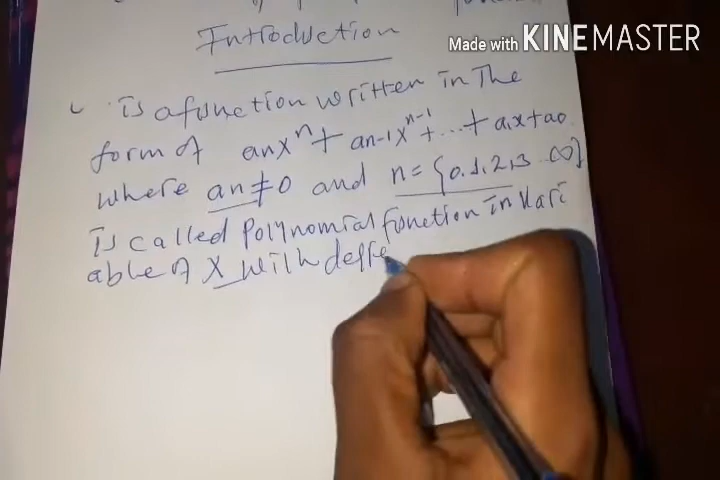 of
Introduction
Made with KINEMASTER
is a function written in The
form of anxⁿ + an-1xⁿ⁻¹ + ... + a1x + a0
where an ≠ 0 and n = {0.1.2.3 ... ∞}
is called Polynomial function in Vari
able of X with